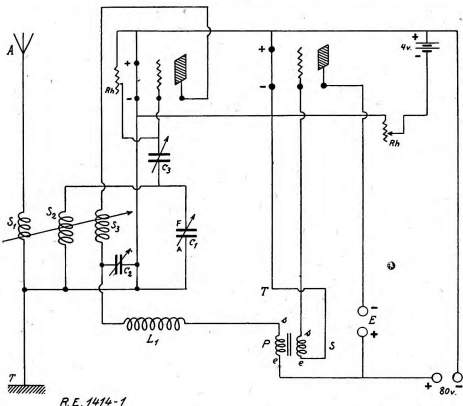 A
+
-
Rh
+
-
+
4v.
-
Rh
C3
S1
S2
S3
F
C1
A
C2
T
-
E
+
L1
P
s
e
s
e
S
T
+
80v.
-
R.E. 1414-1